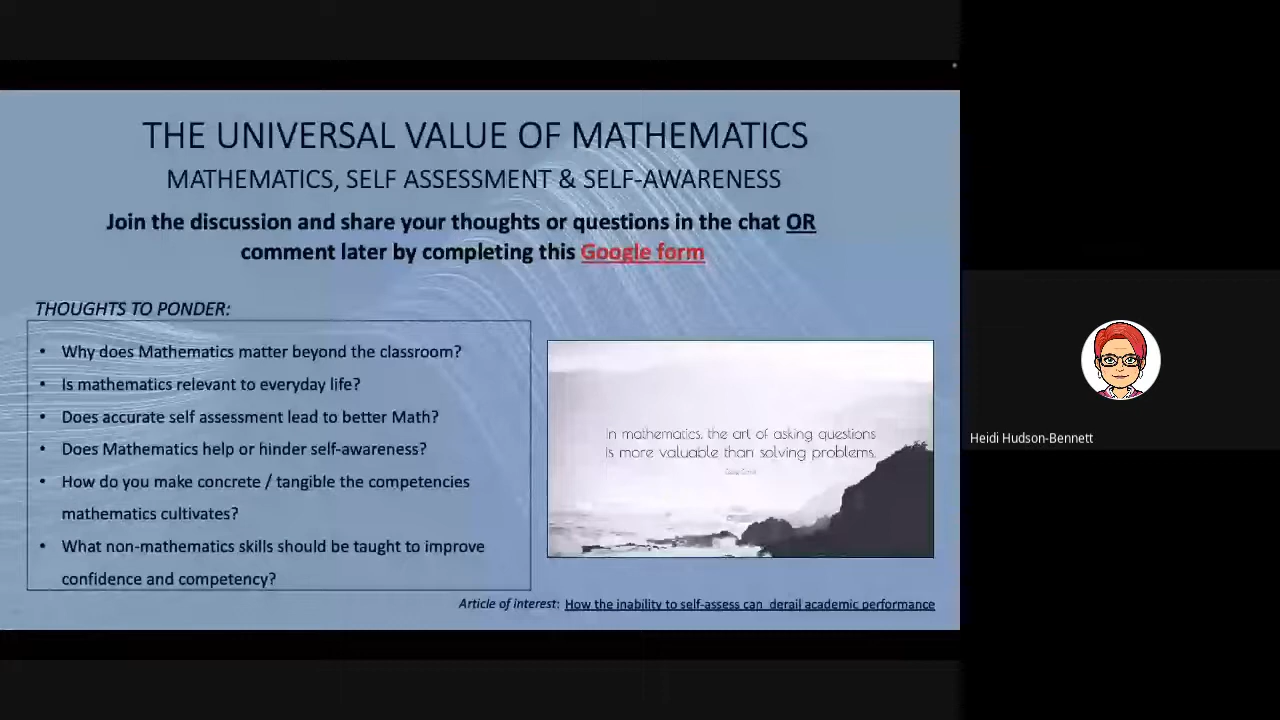 THE UNIVERSAL VALUE OF MATHEMATICS
MATHEMATICS, SELF ASSESSMENT & SELF-AWARENESS
Join the discussion and share your thoughts or questions in the chat OR
comment later by completing this Google form
THOUGHTS TO PONDER:
• Why does Mathematics matter beyond the classroom?
• Is mathematics relevant to everyday life?
• Does accurate self assessment lead to better Math?
• Does Mathematics help or hinder self-awareness?
• How do you make concrete / tangible the competencies
mathematics cultivates?
• What non-mathematics skills should be taught to improve
confidence and competency?
In mathematics, the art of asking questions
is more valuable than solving problems.
Article of interest: How the inability to self-assess can derail academic performance
Heidi Hudson-Bennett